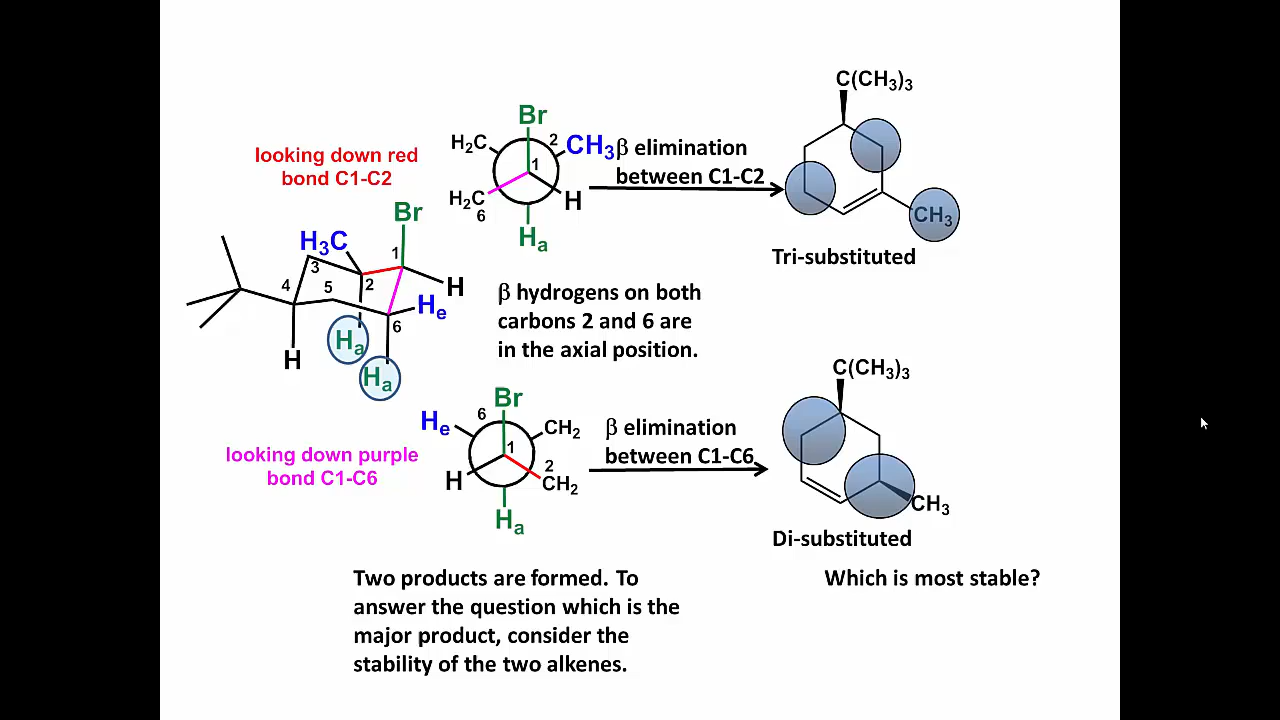 C(CH₃)₃
Br
H₂C
2
CH₃
1
H₂C
6
H
Hₐ
looking down red
bond C1-C2
β elimination
between C1-C2
CH₃
Tri-substituted
Br
H₃C
1
3
2
4
5
H
Hₑ
6
Hₐ
H
Hₐ
β hydrogens on both
carbons 2 and 6 are
in the axial position.
C(CH₃)₃
Br
Hₑ
6
CH₂
1
2
H
CH₂
Hₐ
looking down purple
bond C1-C6
β elimination
between C1-C6
CH₃
Di-substituted
Two products are formed. To
answer the question which is the
major product, consider the
stability of the two alkenes.
Which is most stable?